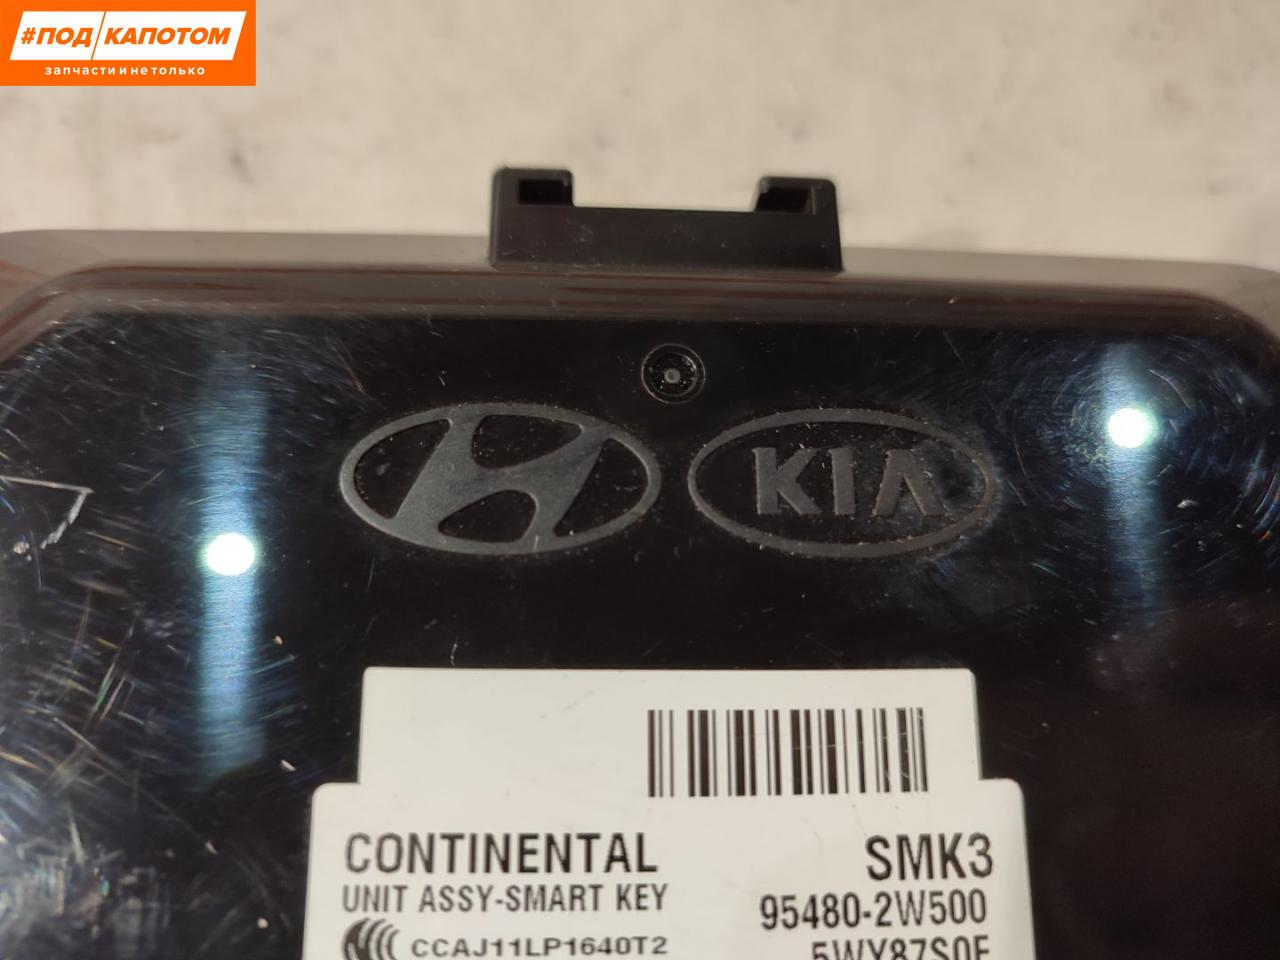 #ПОД КАПОТОМ
запчасти и не только
KIA
CONTINENTAL
SMK3
UNIT ASSY-SMART KEY
95480-2W500
CCAJ11LP1640T2